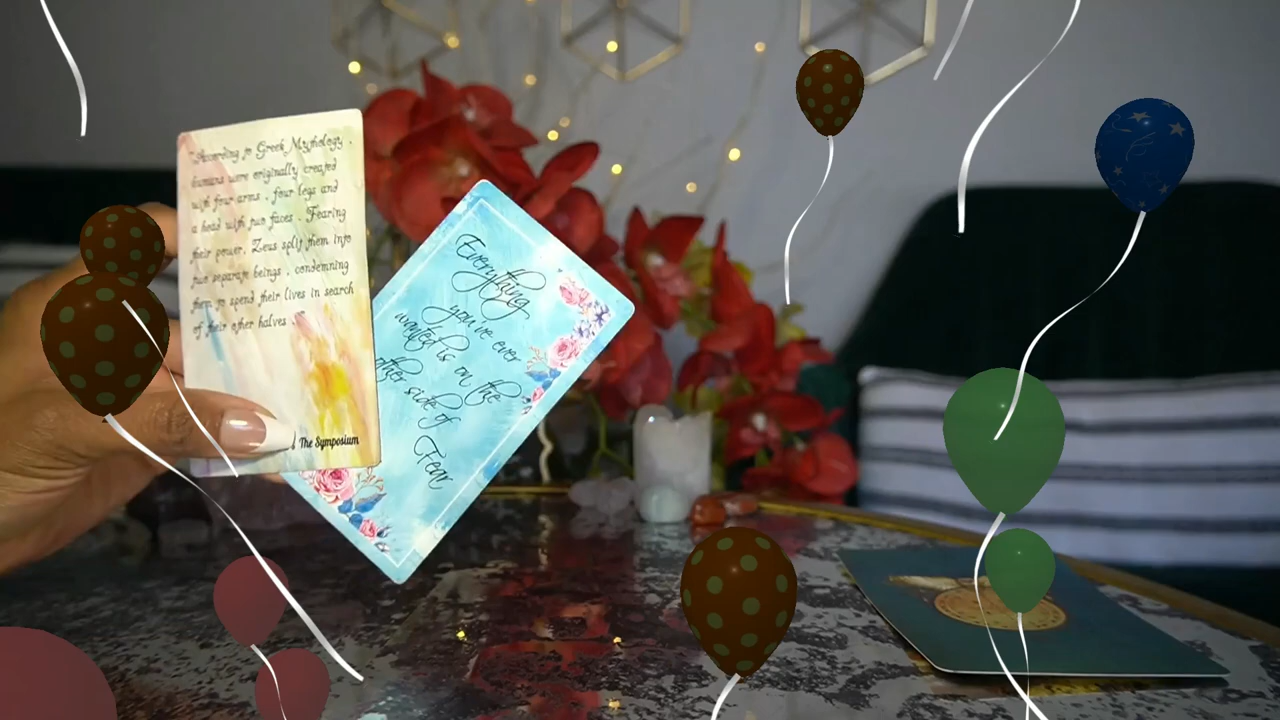 "According to Greek Mythology,
humans were originally created
with four arms, four legs and
a head with two faces. Fearing
their power, Zeus split them into
two separate beings, condemning
them to spend their lives in search
of their other halves."
The Symposium
Everything
you've ever
wanted is on the
other side of
Fear